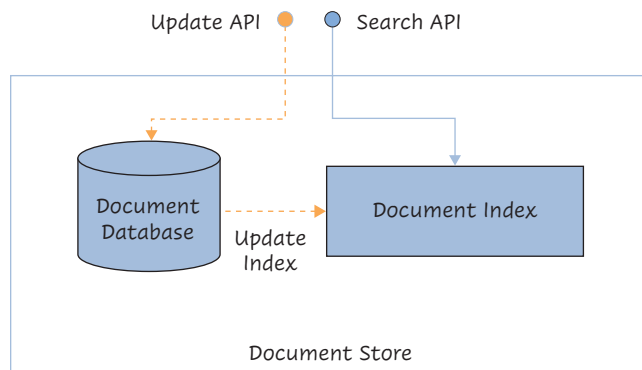 Update API
Search API
Document
Database
Document Index
Update
Index
Document Store